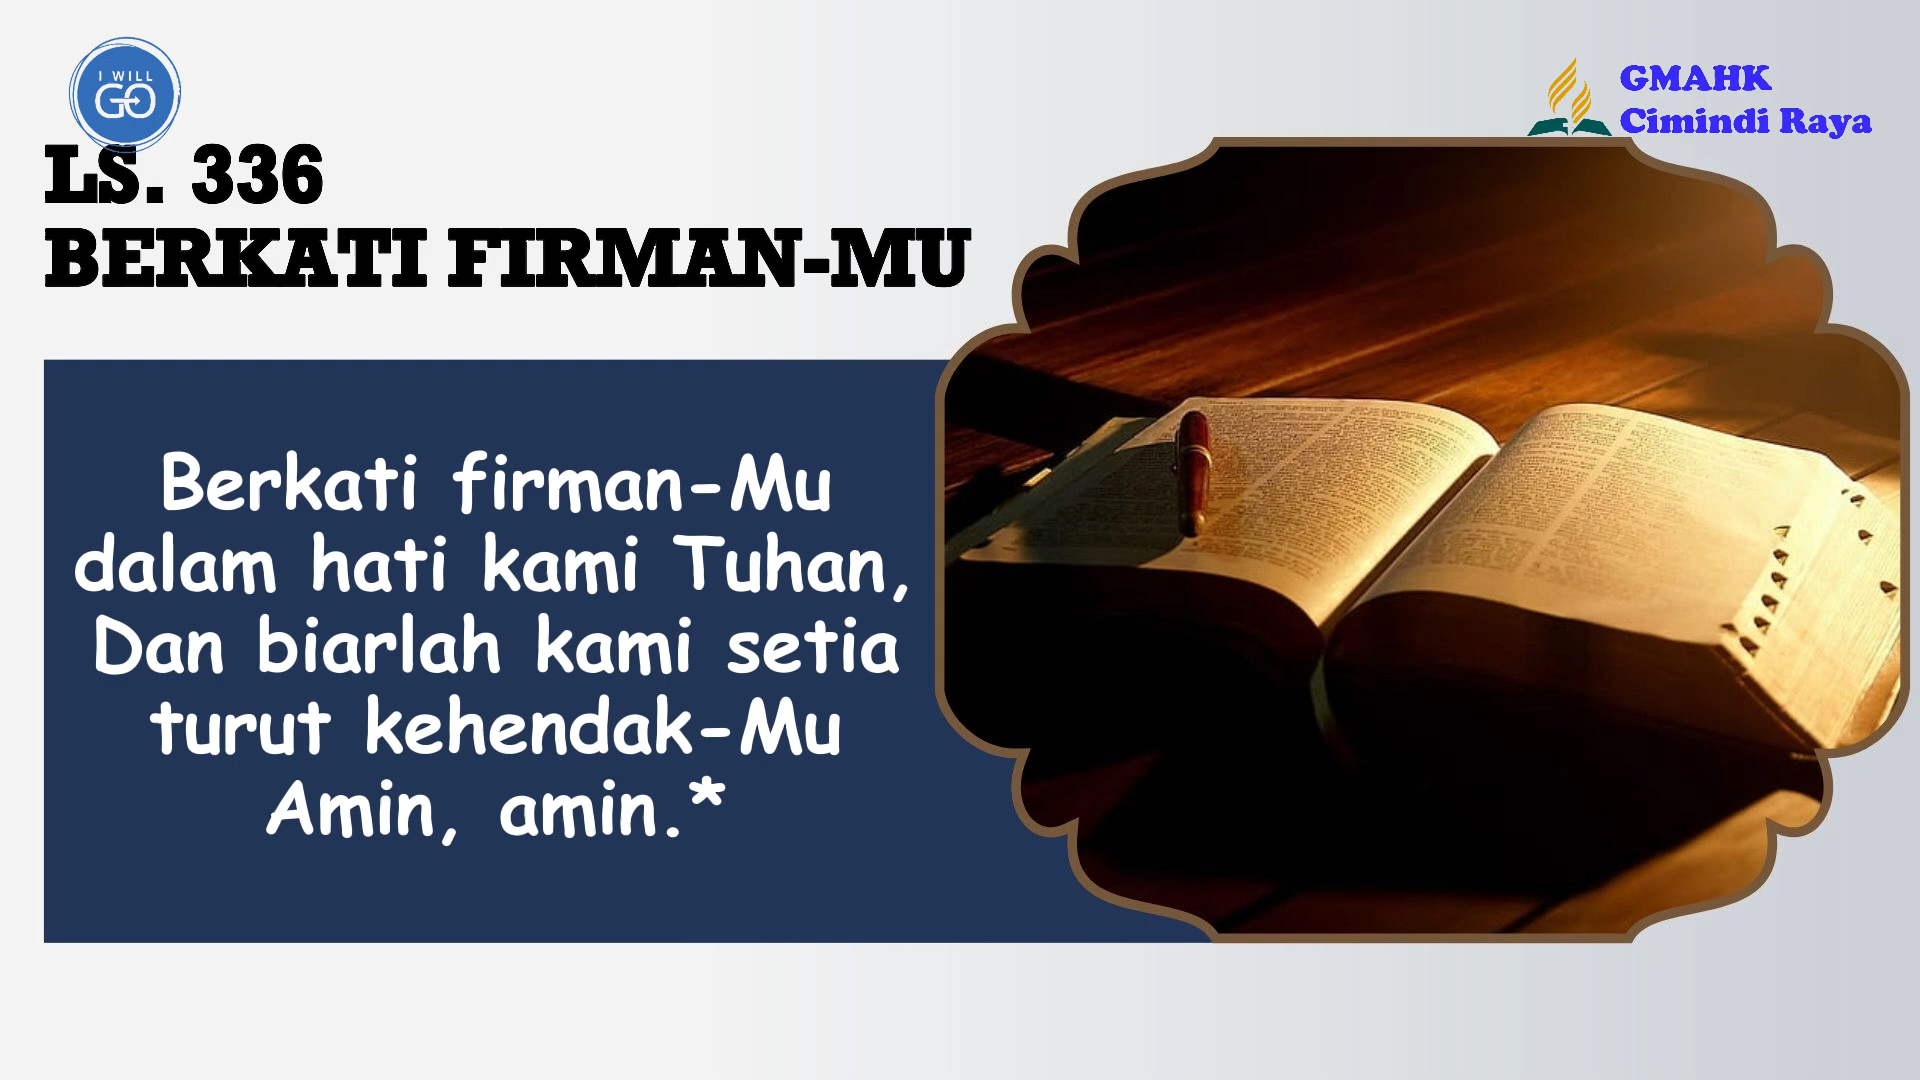 I WILL
GO
GMAHK
Cimindi Raya
LS. 336
BERKATI FIRMAN-MU
Berkati firman-Mu
dalam hati kami Tuhan,
Dan biarlah kami setia
turut kehendak-Mu
Amin, amin.*